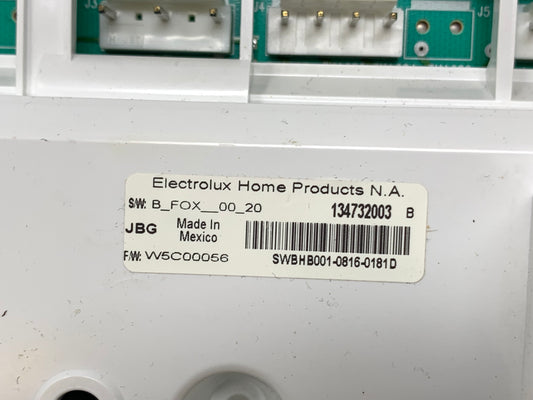 J3
J4
J5
Electrolux Home Products N.A.
S/W: B_FOX__00_20
134732003 B
JBG
Made In
Mexico
F/W: W5C00056
SWBHB001-0816-0181D